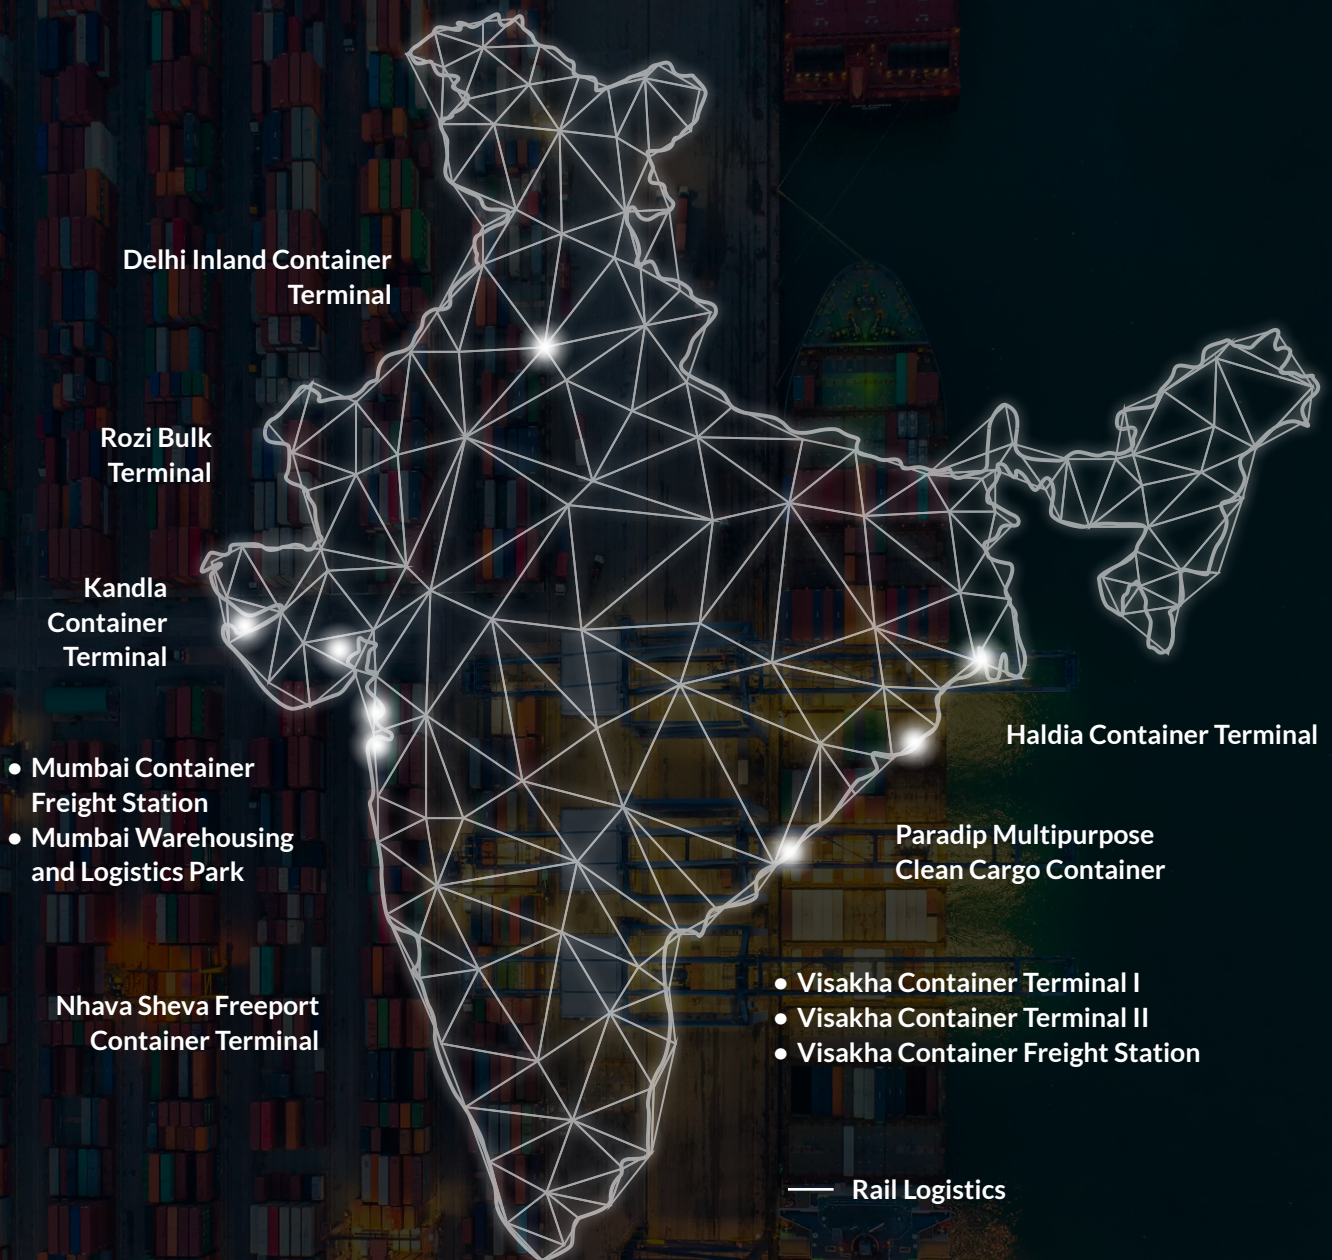 Delhi Inland Container
Terminal
Rozi Bulk
Terminal
Kandla
Container
Terminal
● Mumbai Container
Freight Station
● Mumbai Warehousing
and Logistics Park
Nhava Sheva Freeport
Container Terminal
Haldia Container Terminal
Paradip Multipurpose
Clean Cargo Container
● Visakha Container Terminal I
● Visakha Container Terminal II
● Visakha Container Freight Station
Rail Logistics